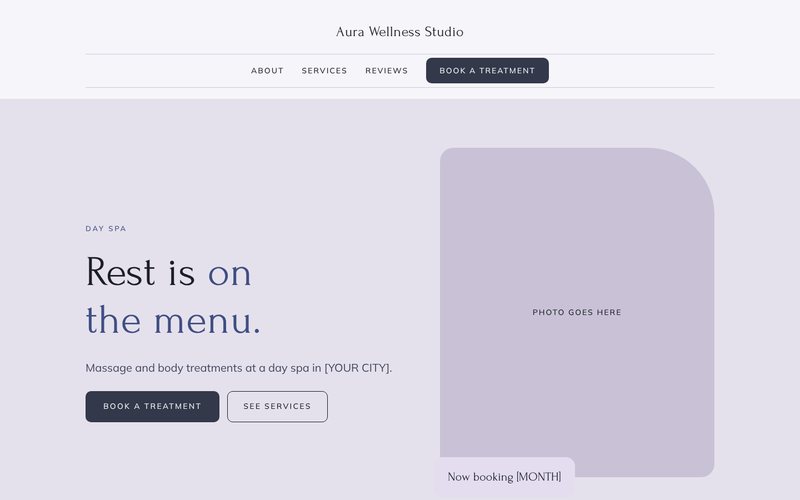 Aura Wellness Studio
ABOUT SERVICES REVIEWS BOOK A TREATMENT
DAY SPA
Rest is on
the menu.
Massage and body treatments at a day spa in [YOUR CITY].
BOOK A TREATMENT SEE SERVICES
PHOTO GOES HERE
Now booking [MONTH]